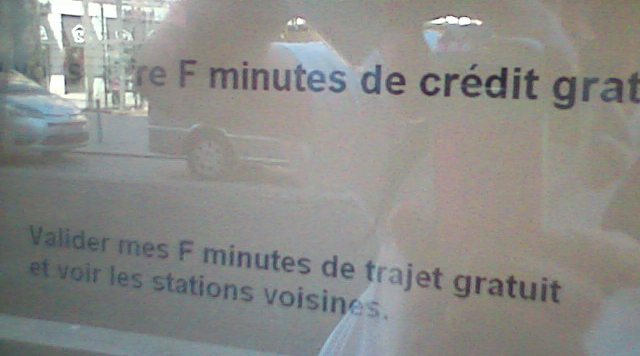 re F minutes de crédit grat
Valider mes F minutes de trajet gratuit
et voir les stations voisines.